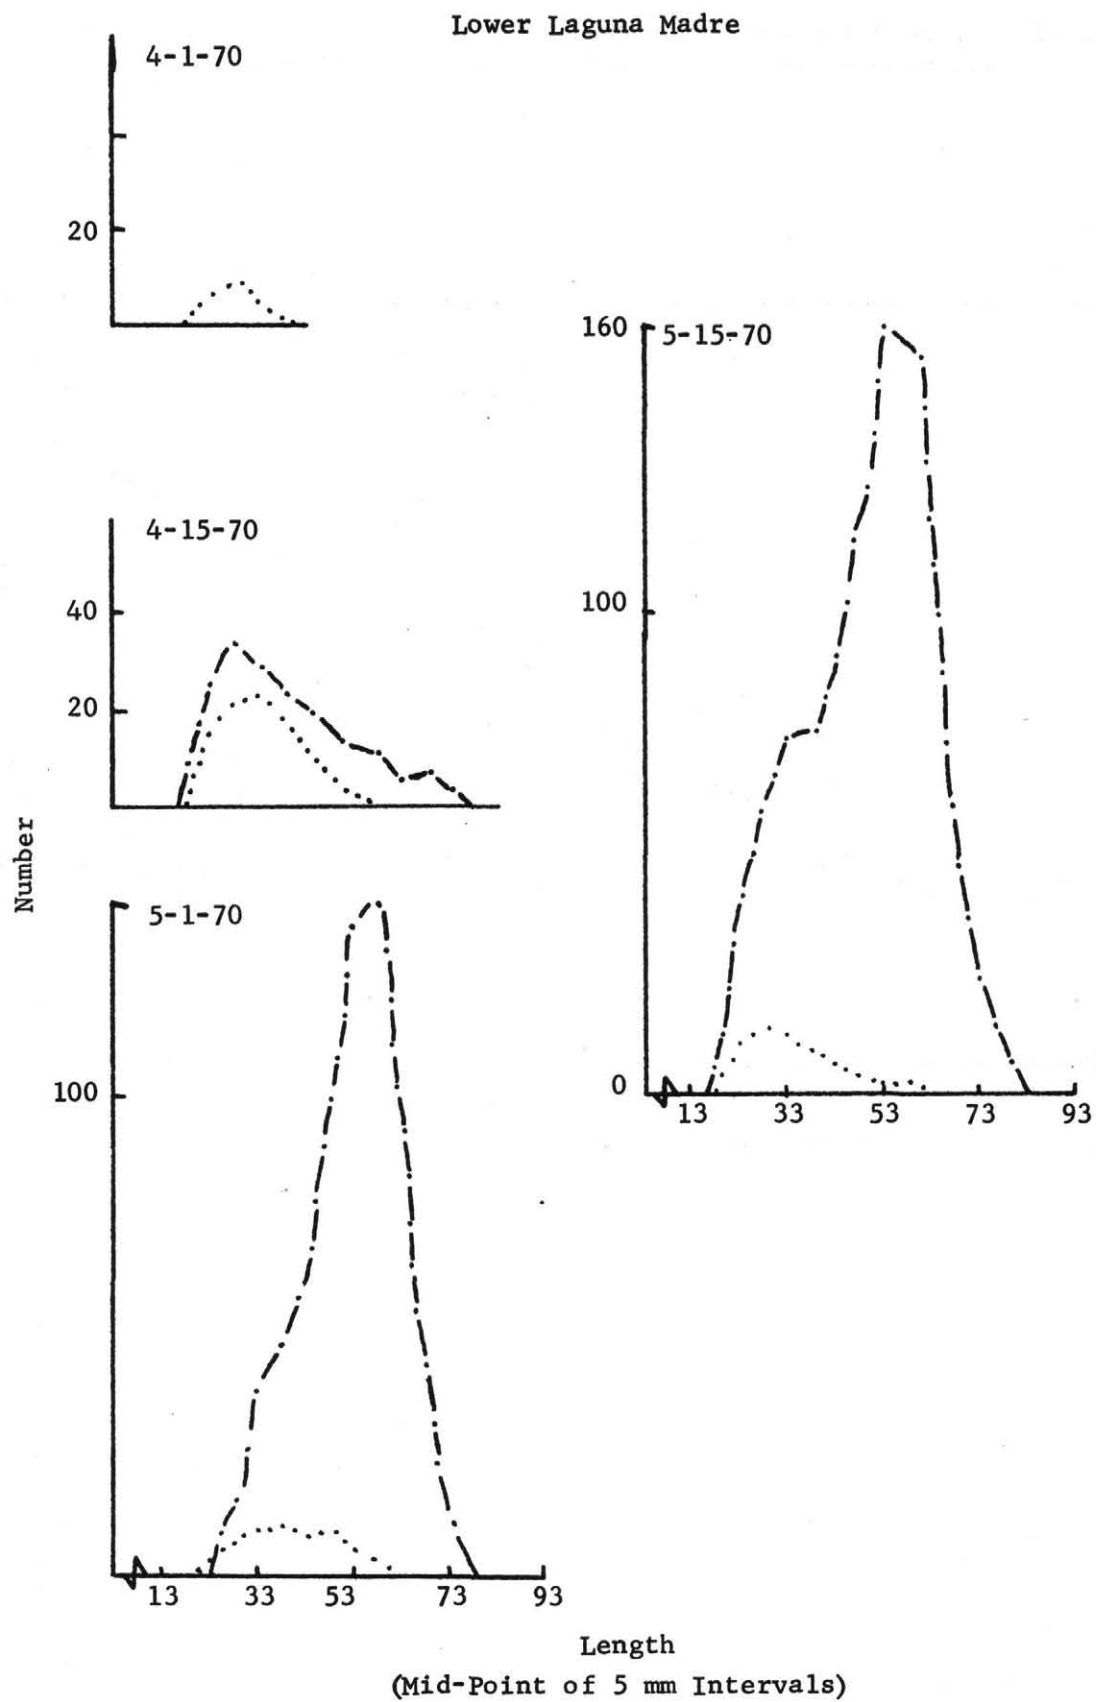 Lower Laguna Madre
4-1-70
20
4-15-70
40
20
5-1-70
100
13 33 53 73 93
5-15-70
160
100
0
13 33 53 73 93
Number
Length
(Mid-Point of 5 mm Intervals)